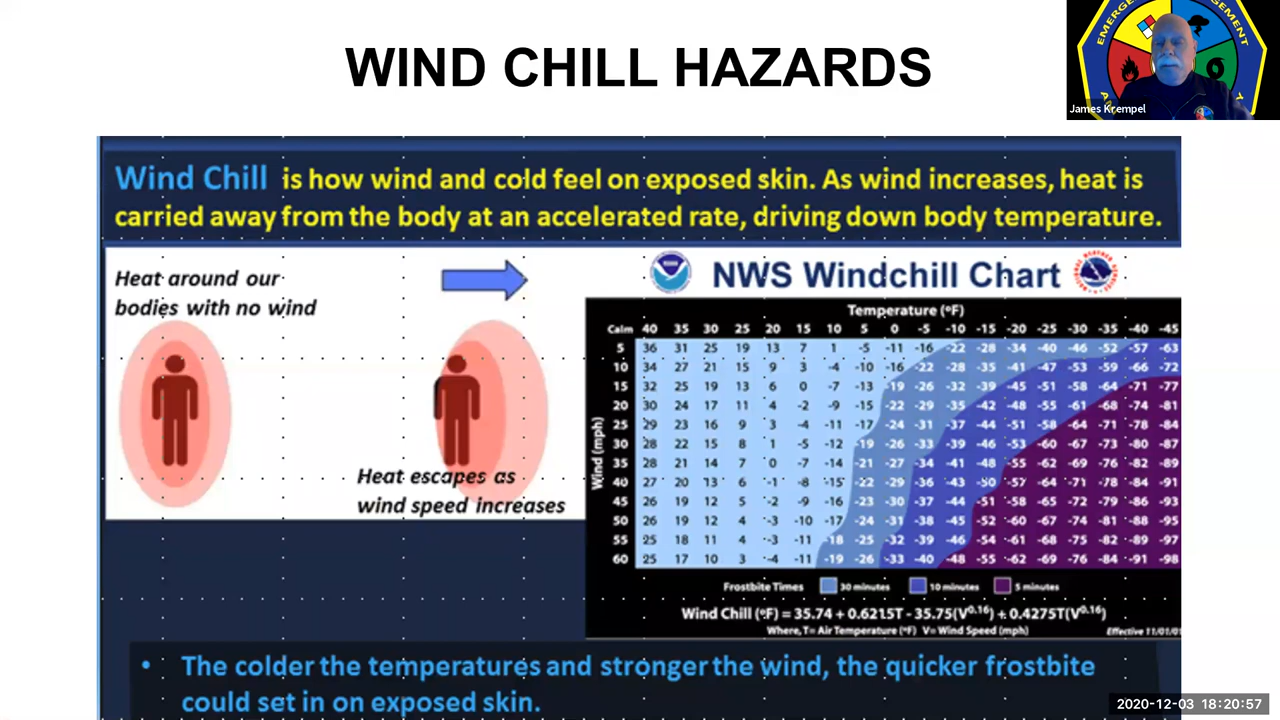 WIND CHILL HAZARDS
James Krempel
Wind Chill is how wind and cold feel on exposed skin. As wind increases, heat is
carried away from the body at an accelerated rate, driving down body temperature.
Heat around our
bodies with no wind
Heat escapes as
wind speed increases
NWS Windchill Chart
Temperature (ºF)
Calm 40 35 30 25 20 15 10 5 0 -5 -10 -15 -20 -25 -30 -35 -40 -45
5 36 31 25 19 13 7 1 -5 -11 -16 -22 -28 -34 -40 -46 -52 -57 -63
10 34 27 21 15 9 3 -4 -10 -16 -22 -28 -35 -41 -47 -53 -59 -66 -72
15 32 25 19 13 6 0 -7 -13 -19 -26 -32 -39 -45 -51 -58 -64 -71 -77
20 30 24 17 11 4 -2 -9 -15 -22 -29 -35 -42 -48 -55 -61 -68 -74 -81
25 29 23 16 9 3 -4 -11 -17 -24 -31 -37 -44 -51 -58 -64 -71 -78 -84
30 28 22 15 8 1 -5 -12 -19 -26 -33 -39 -46 -53 -60 -67 -73 -80 -87
35 28 21 14 7 0 -7 -14 -21 -27 -34 -41 -48 -55 -62 -69 -76 -82 -89
40 27 20 13 6 -1 -8 -15 -22 -29 -36 -43 -50 -57 -64 -71 -78 -84 -91
45 26 19 12 5 -2 -9 -16 -23 -30 -37 -44 -51 -58 -65 -72 -79 -86 -93
50 26 19 12 4 -3 -10 -17 -24 -31 -38 -45 -52 -60 -67 -74 -81 -88 -95
55 25 18 11 4 -3 -11 -18 -25 -32 -39 -46 -54 -61 -68 -75 -82 -89 -97
60 25 17 10 3 -4 -11 -19 -26 -33 -40 -48 -55 -62 -69 -76 -84 -91 -98
Wind (mph)
Frostbite Times 30 minutes 10 minutes 5 minutes
Wind Chill (ºF) = 35.74 + 0.6215T - 35.75(V0.16) + 0.4275T(V0.16)
Where, T= Air Temperature (ºF) V= Wind Speed (mph)
Effective 11/01/01
• The colder the temperatures and stronger the wind, the quicker frostbite
could set in on exposed skin.
2020-12-03 18:20:57